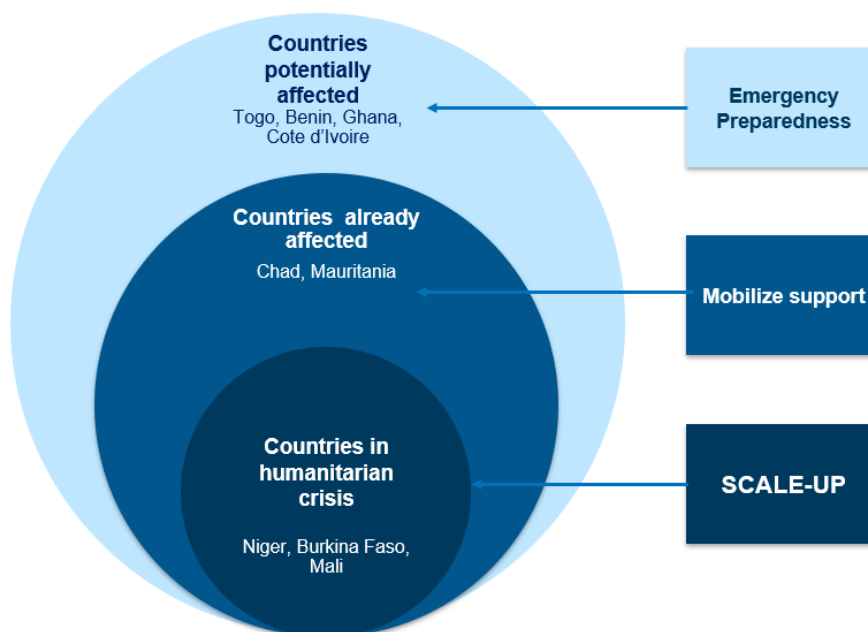 Countries
potentially
affected
Togo, Benin, Ghana,
Cote d'Ivoire
Emergency
Preparedness
Countries already
affected
Chad, Mauritania
Mobilize support
Countries in
humanitarian
crisis
Niger, Burkina Faso,
Mali
SCALE-UP